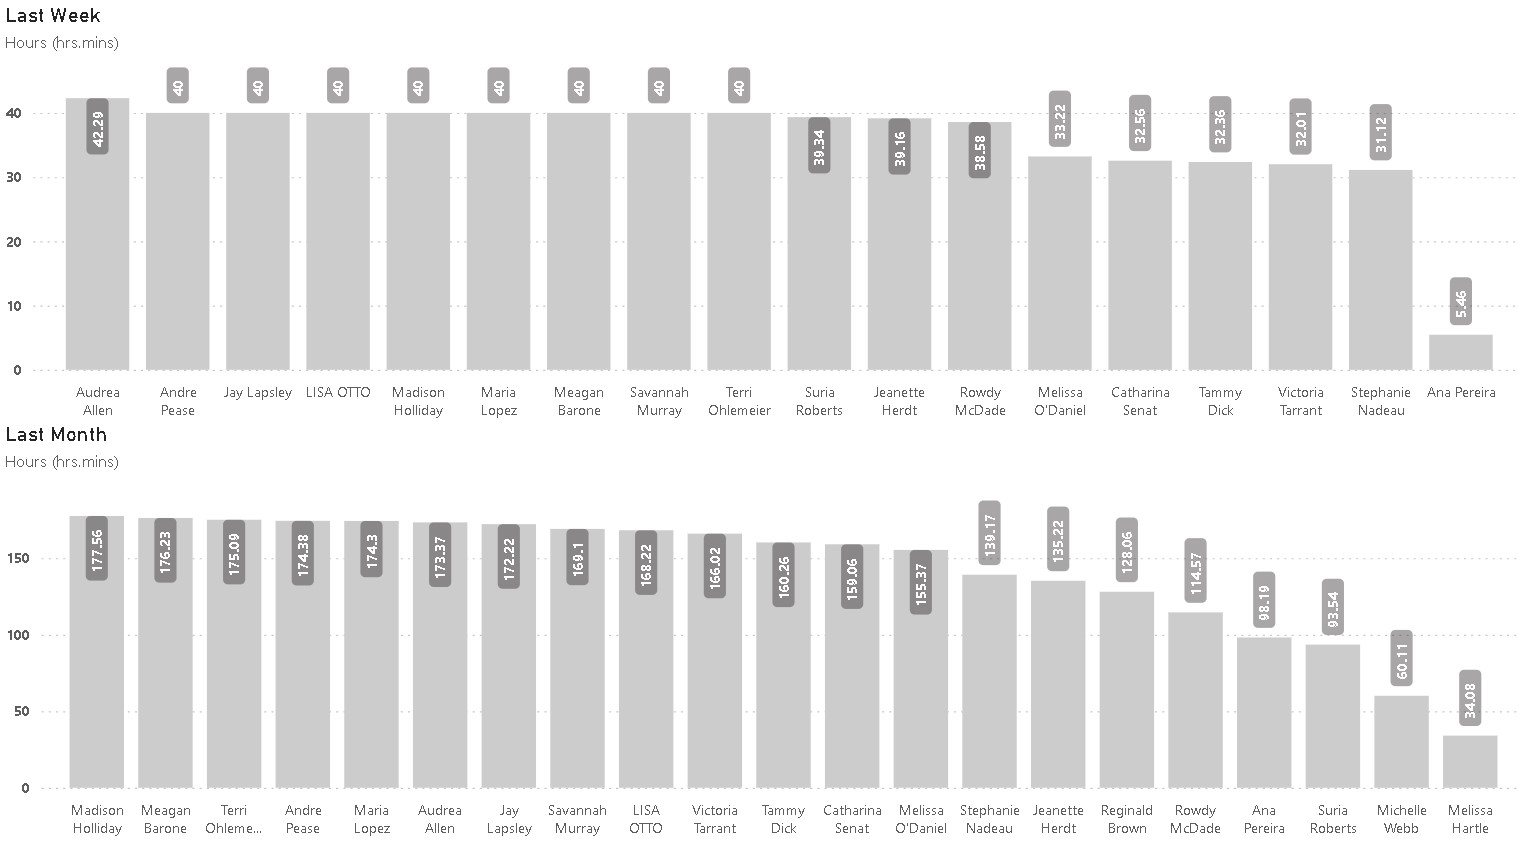 Last Week
Hours (hrs.mins)
40
30
20
10
0
42.29
40
40
40
40
40
40
40
40
39.34
39.16
38.58
33.22
32.56
32.36
32.01
31.12
5.46
Audrea
Allen
Andre
Pease
Jay Lapsley
LISA OTTO
Madison
Holliday
Maria
Lopez
Meagan
Barone
Savannah
Murray
Terri
Ohlemeier
Suria
Roberts
Jeanette
Herdt
Rowdy
McDade
Melissa
O'Daniel
Catharina
Senat
Tammy
Dick
Victoria
Tarrant
Stephanie
Nadeau
Ana Pereira
Last Month
Hours (hrs.mins)
150
100
50
0
177.56
176.23
175.09
174.38
174.3
173.37
172.22
169.1
168.22
166.02
160.26
159.06
155.37
139.17
135.22
128.06
114.57
98.19
93.54
60.11
34.08
Madison
Holliday
Meagan
Barone
Terri
Ohleme...
Andre
Pease
Maria
Lopez
Audrea
Allen
Jay
Lapsley
Savannah
Murray
LISA
OTTO
Victoria
Tarrant
Tammy
Dick
Catharina
Senat
Melissa
O'Daniel
Stephanie
Nadeau
Jeanette
Herdt
Reginald
Brown
Rowdy
McDade
Ana
Pereira
Suria
Roberts
Michelle
Webb
Melissa
Hartle